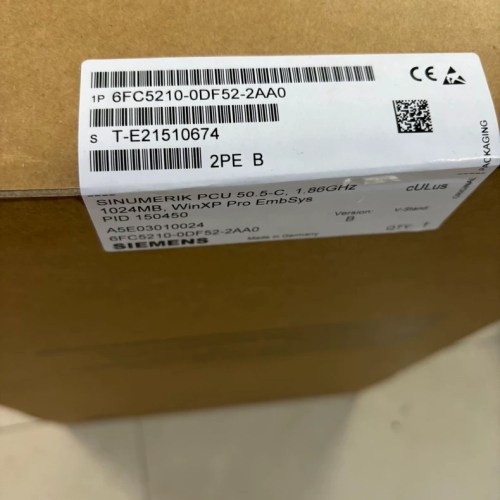 1P 6FC5210-0DF52-2AA0
S T-E21510674
2PE B
CE
PACKAGING
SINUMERIK PCU 50.5-C, 1.86GHz
1024MB, WinXP Pro EmbSys
PID 150450
A5E03010024
6FC5210-0DF52-2AA0
SIEMENS
Made in Germany
cULus
Version:
B
V-Stand:
QTY: 1